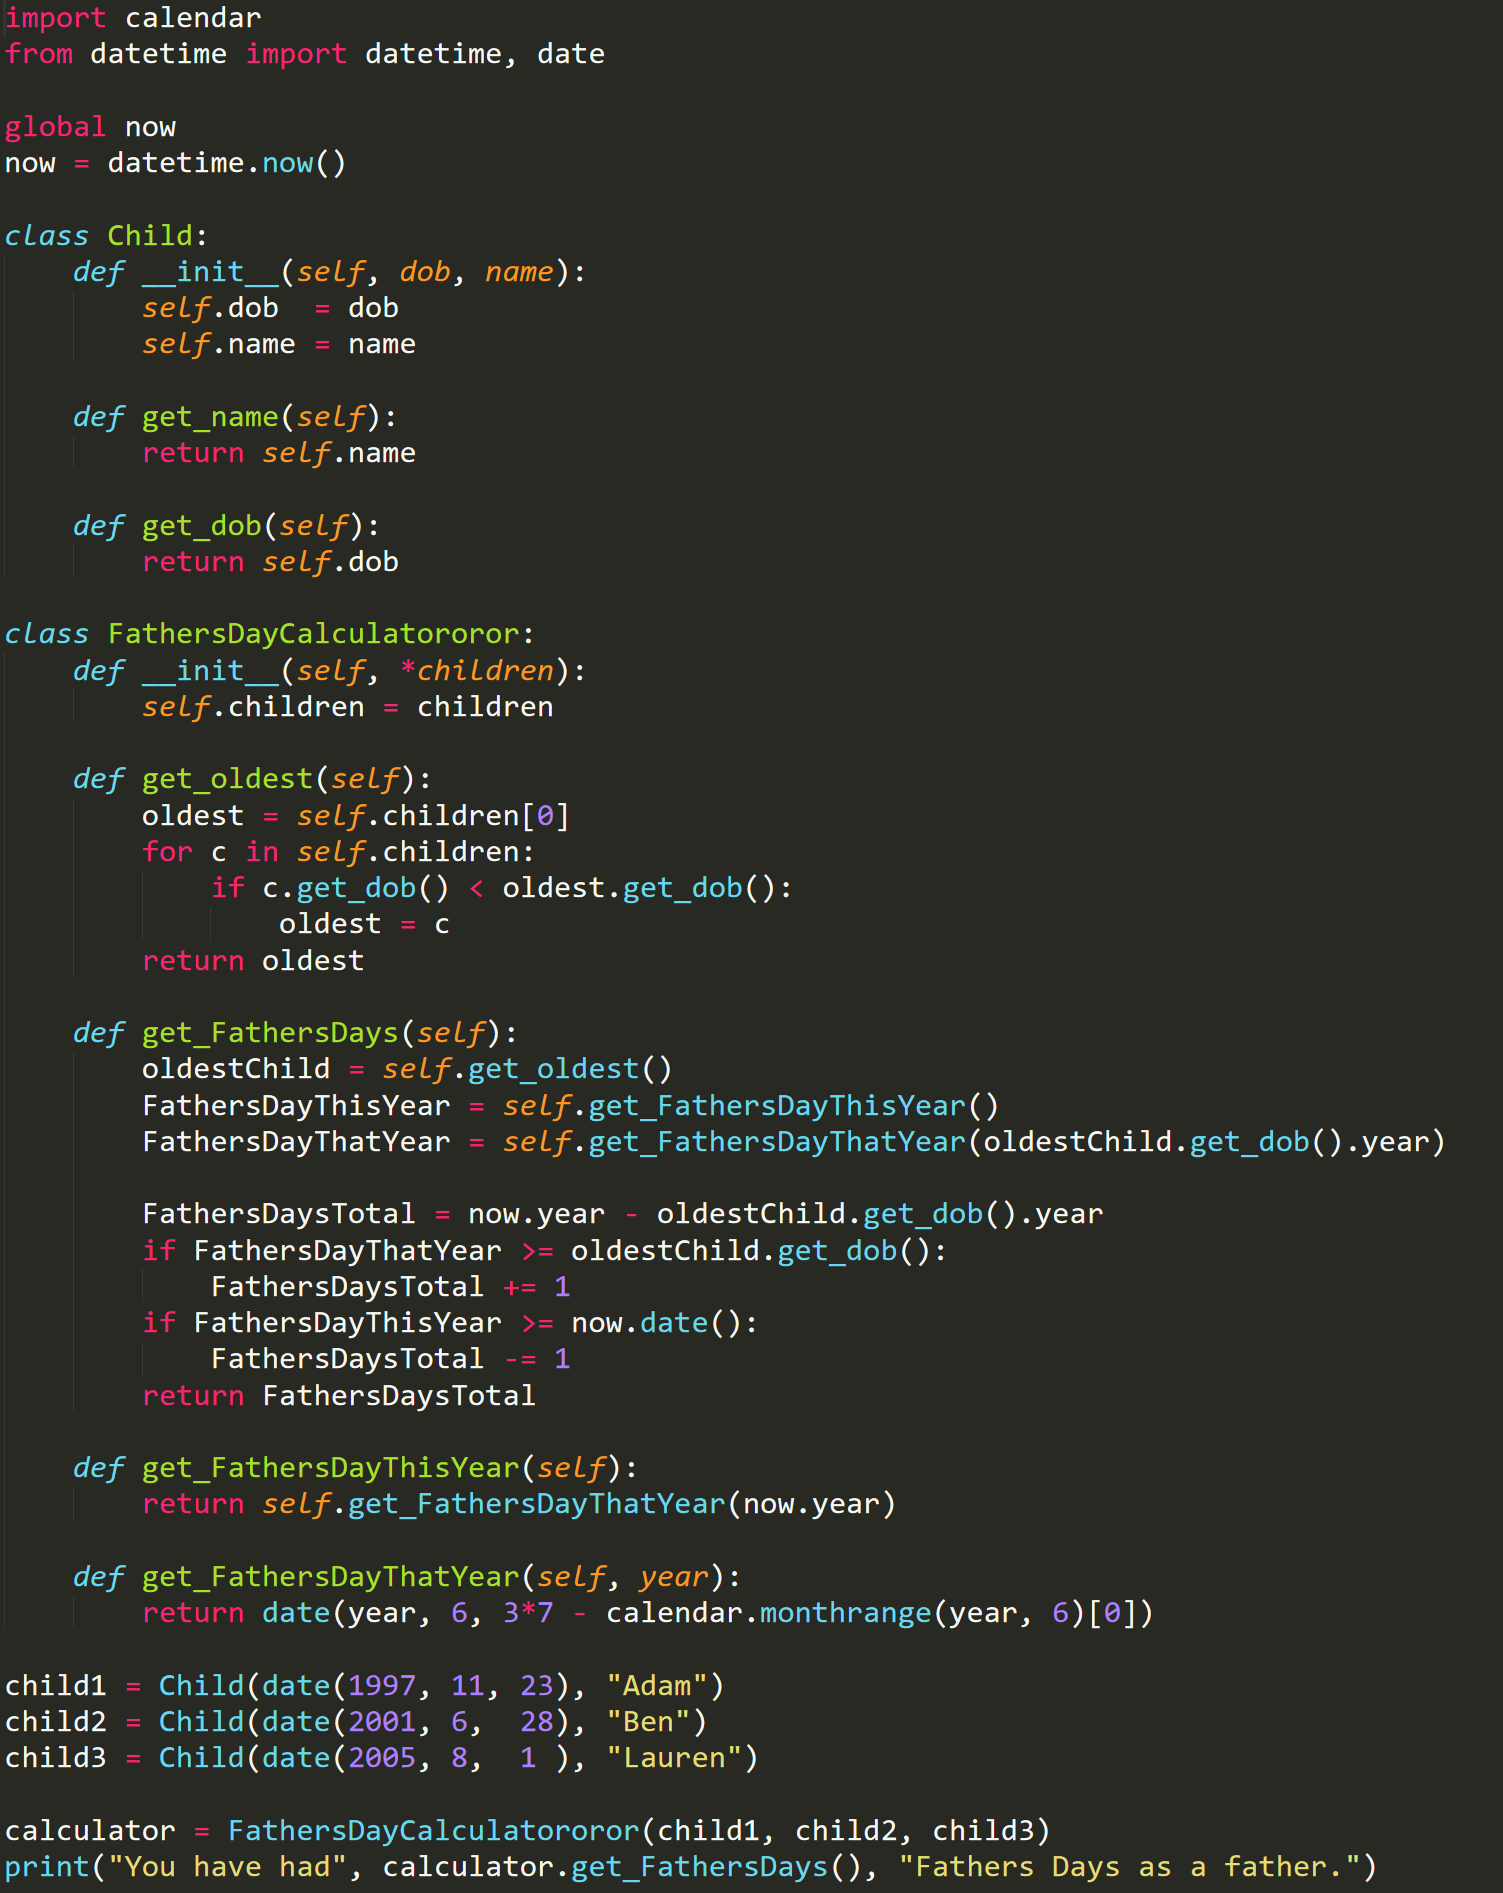 import calendar
from datetime import datetime, date

global now
now = datetime.now()

class Child:
    def __init__(self, dob, name):
        self.dob  = dob
        self.name = name

    def get_name(self):
        return self.name

    def get_dob(self):
        return self.dob

class FathersDayCalculatororor:
    def __init__(self, *children):
        self.children = children

    def get_oldest(self):
        oldest = self.children[0]
        for c in self.children:
            if c.get_dob() < oldest.get_dob():
                oldest = c
        return oldest

    def get_FathersDays(self):
        oldestChild = self.get_oldest()
        FathersDayThisYear = self.get_FathersDayThisYear()
        FathersDayThatYear = self.get_FathersDayThatYear(oldestChild.get_dob().year)

        FathersDaysTotal = now.year - oldestChild.get_dob().year
        if FathersDayThatYear >= oldestChild.get_dob():
            FathersDaysTotal += 1
        if FathersDayThisYear >= now.date():
            FathersDaysTotal -= 1
        return FathersDaysTotal

    def get_FathersDayThisYear(self):
        return self.get_FathersDayThatYear(now.year)

    def get_FathersDayThatYear(self, year):
        return date(year, 6, 3*7 - calendar.monthrange(year, 6)[0])

child1 = Child(date(1997, 11, 23), "Adam")
child2 = Child(date(2001, 6,  28), "Ben")
child3 = Child(date(2005, 8,  1 ), "Lauren")

calculator = FathersDayCalculatororor(child1, child2, child3)
print("You have had", calculator.get_FathersDays(), "Fathers Days as a father.")